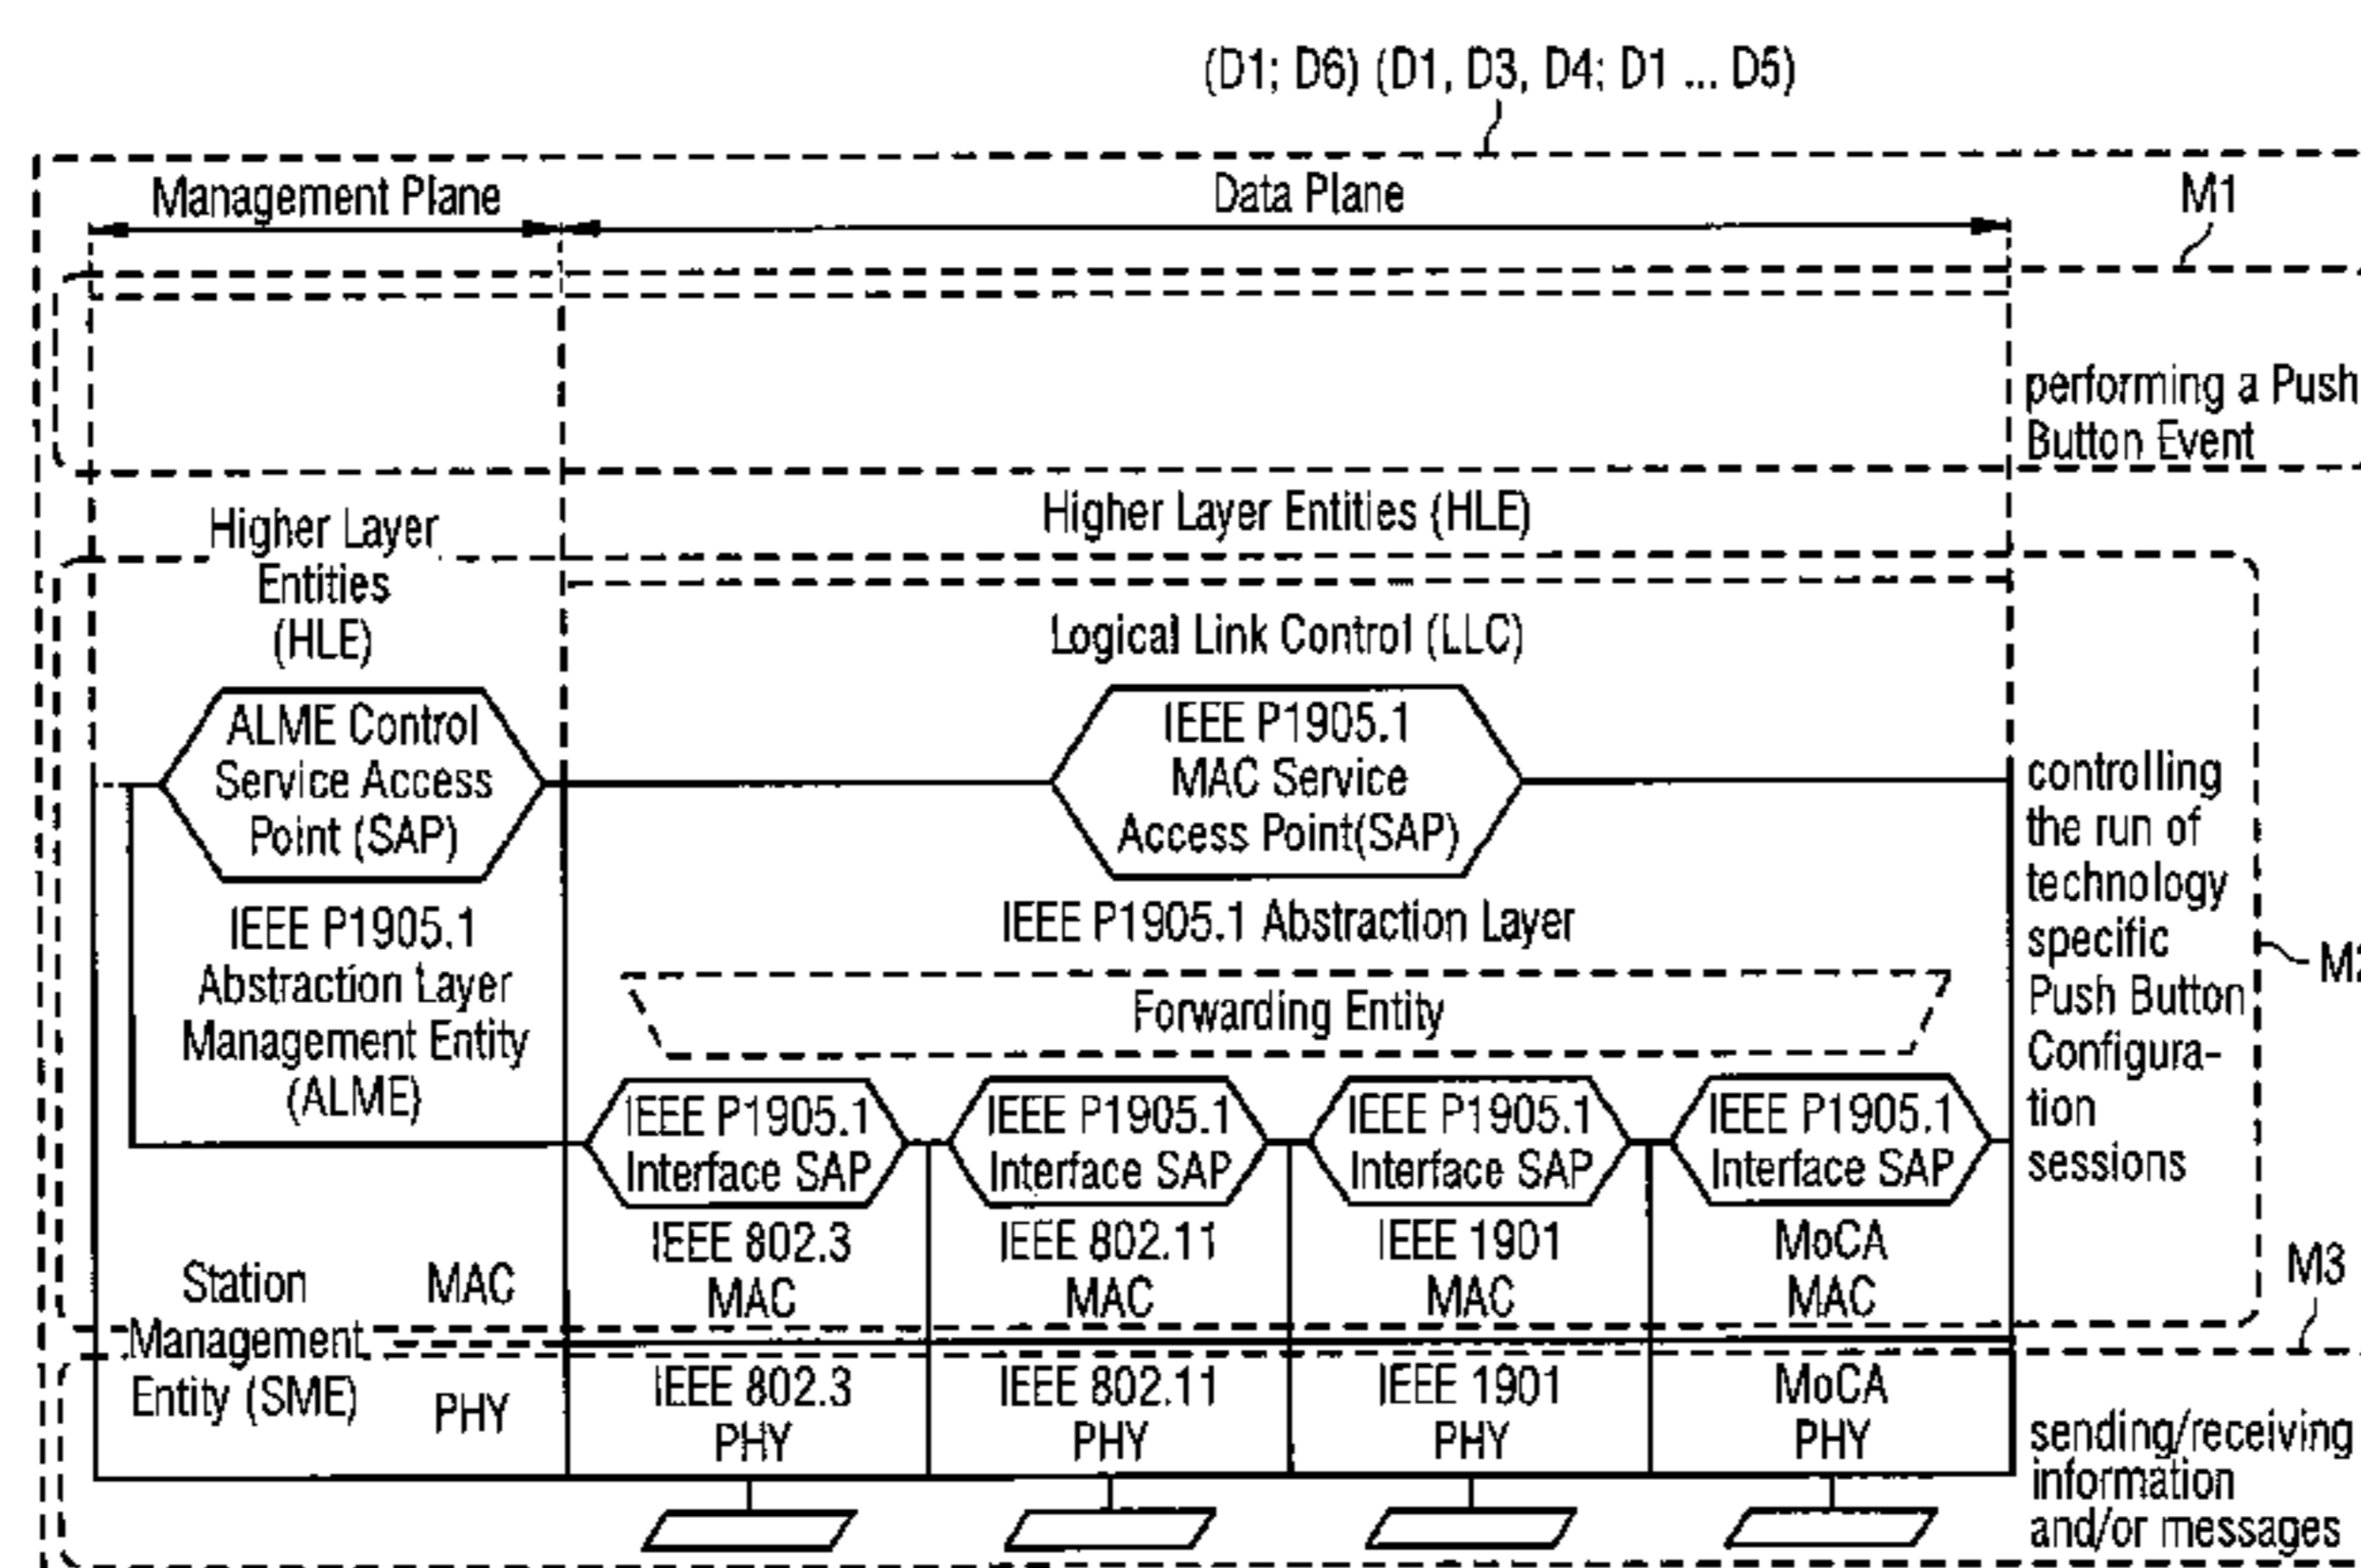 (D1; D6) (D1, D3, D4; D1 ... D5)
Management Plane
Data Plane
M1
performing a Push
Button Event
Higher Layer Entities (HLE)
Higher Layer
Entities
(HLE)
Logical Link Control (LLC)
ALME Control
Service Access
Point (SAP)
IEEE P1905.1
MAC Service
Access Point(SAP)
controlling
the run of
technology
specific
Push Button
Configura-
tion
sessions
IEEE P1905.1
Abstraction Layer
Management Entity
(ALME)
IEEE P1905.1 Abstraction Layer
Forwarding Entity
IEEE P1905.1
Interface SAP
IEEE P1905.1
Interface SAP
IEEE P1905.1
Interface SAP
IEEE P1905.1
Interface SAP
IEEE 802.3
MAC
IEEE 802.11
MAC
IEEE 1901
MAC
MoCA
MAC
M3
Station
Management
Entity (SME)
MAC
PHY
IEEE 802.3
PHY
IEEE 802.11
PHY
IEEE 1901
PHY
MoCA
PHY
sending/receiving
information
and/or messages